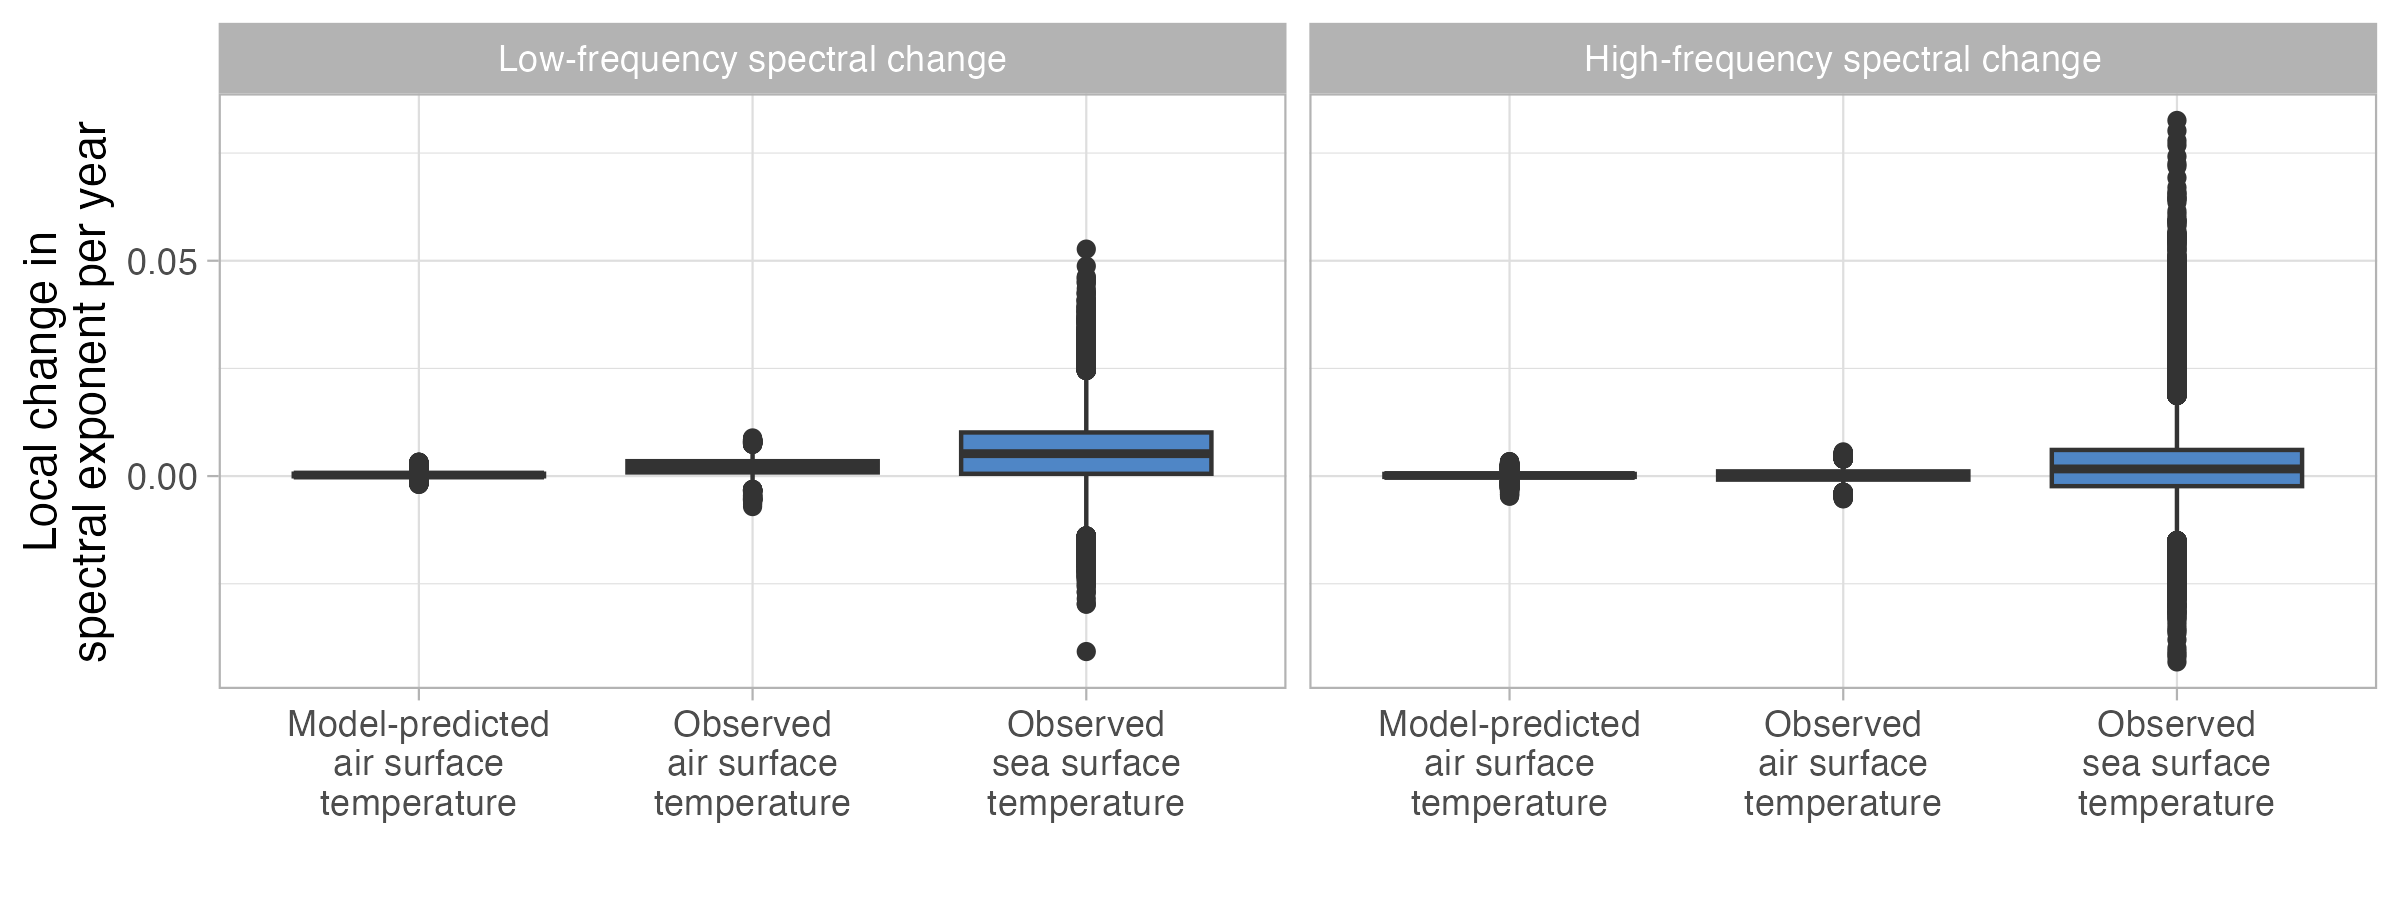 Low-frequency spectral change
High-frequency spectral change
Local change in
spectral exponent per year
0.05
0.00
Model-predicted
air surface
temperature
Observed
air surface
temperature
Observed
sea surface
temperature
Model-predicted
air surface
temperature
Observed
air surface
temperature
Observed
sea surface
temperature